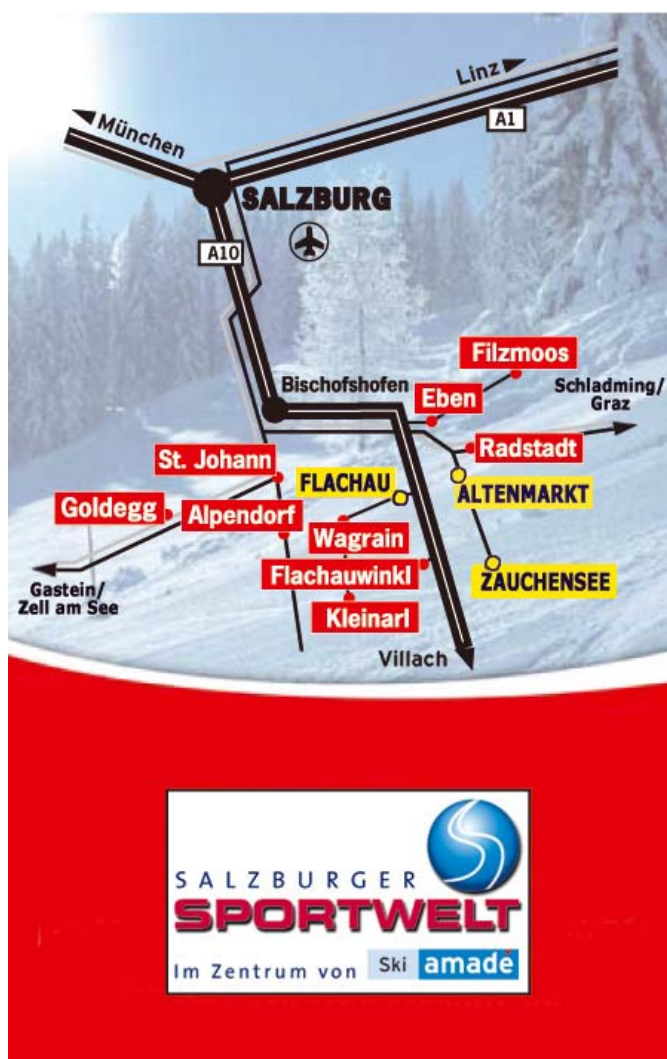 Linz
München
A1
SALZBURG
A10
Filzmoos
Bischofshofen
Eben
Schladming/
Graz
Radstadt
St. Johann
FLACHAU
ALTENMARKT
Goldegg
Alpendorf
Wagrain
Flachauwinkl
ZAUCHENSEE
Gastein/
Zell am See
Kleinarl
Villach
SALZBURGER
SPORTWELT
Im Zentrum von Ski amadé